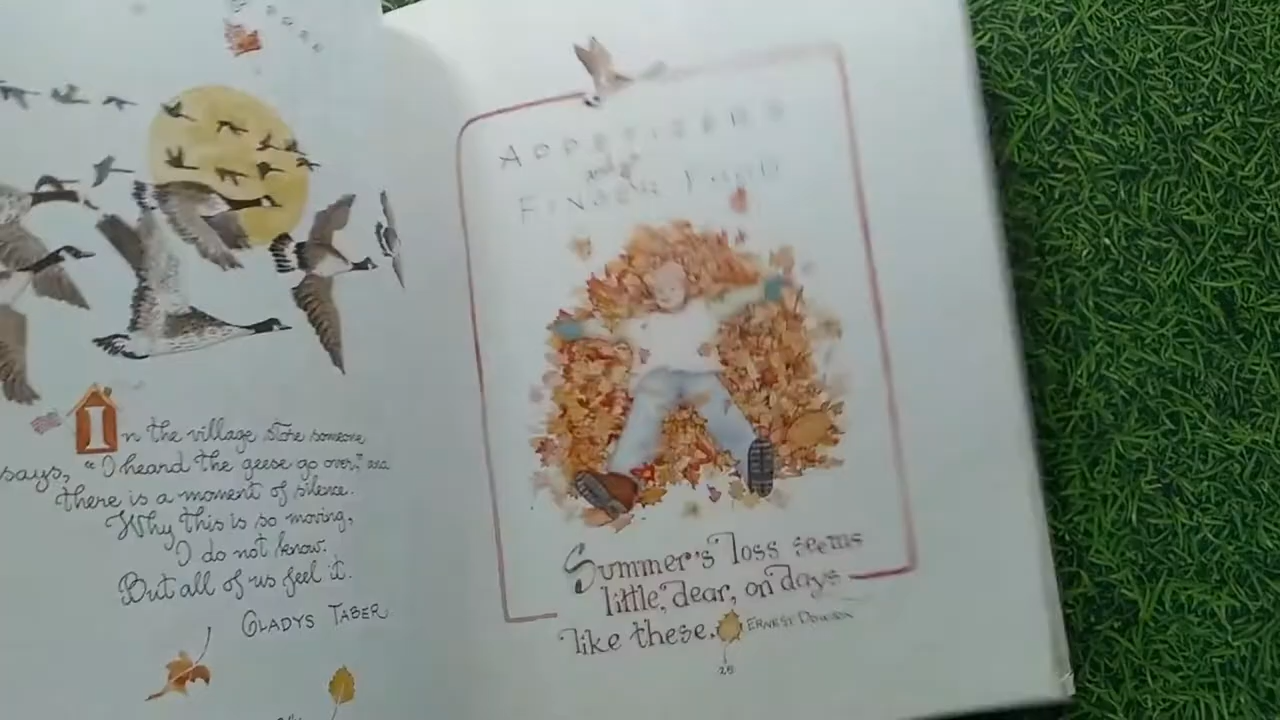 In the village store someone
says, "I heard the geese go over," and
there is a moment of silence.
Why this is so moving,
I do not know.
But all of us feel it.
GLADYS TABER
APPETIZERS
and
FINGER FOOD
Summer's loss seems
little, dear, on days
like these. ERNEST DOWSON